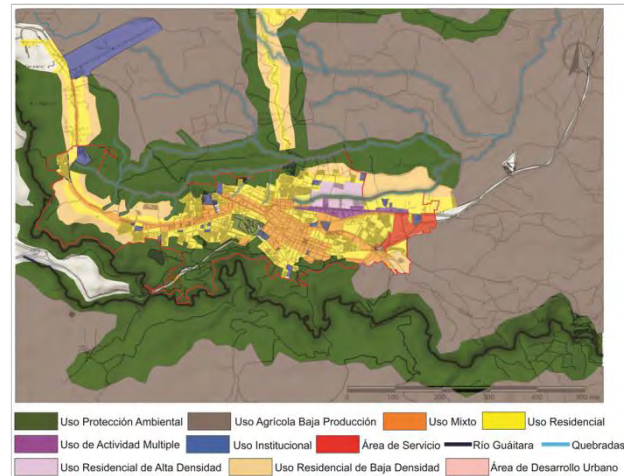 Uso Protección Ambiental Uso Agrícola Baja Producción Uso Mixto Uso Residencial
Uso de Actividad Multiple Uso Institucional Área de Servicio Río Guáitara Quebradas
Uso Residencial de Alta Densidad Uso Residencial de Baja Densidad Área de Desarrollo Urbano